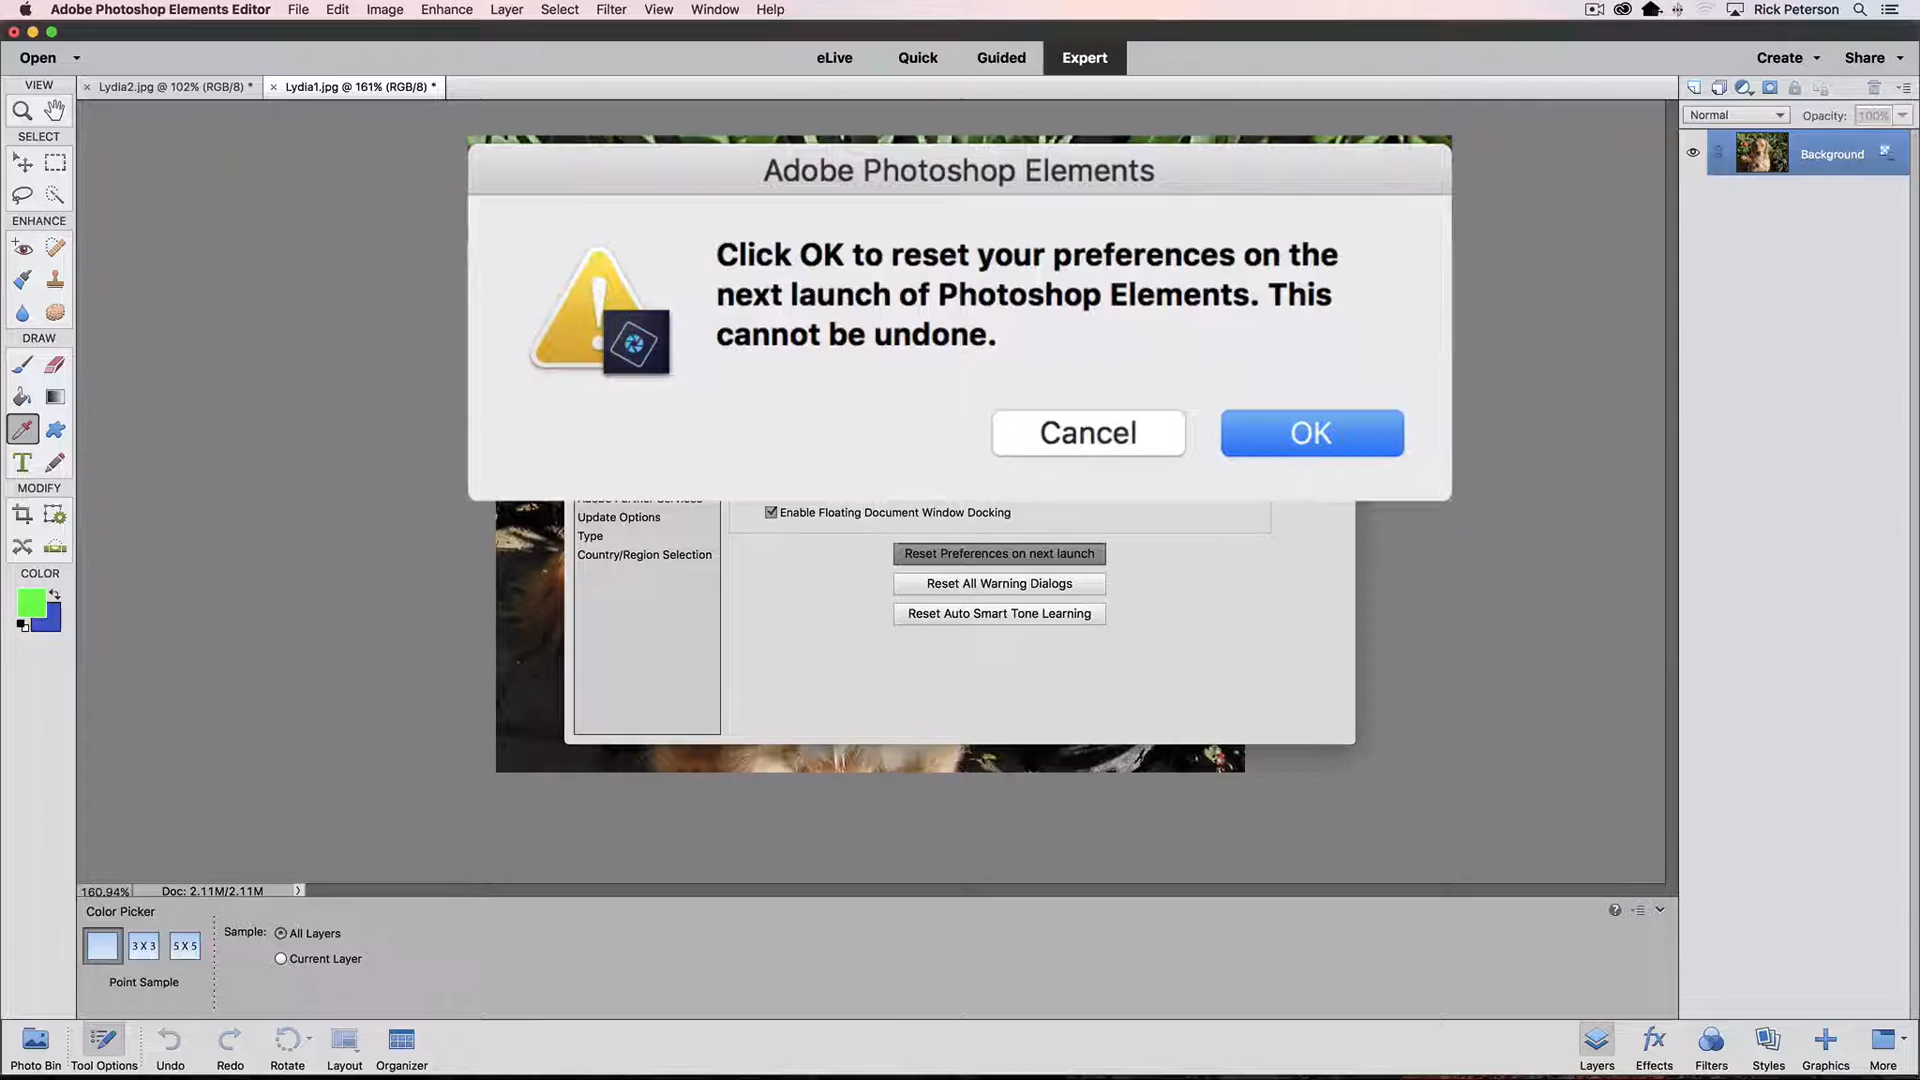 Adobe Photoshop Elements Editor File Edit Image Enhance Layer Select Filter View Window Help Rick Peterson
Open eLive Quick Guided Expert Create Share
VIEW × Lydia2.jpg @ 102% (RGB/8) * × Lydia1.jpg @ 161% (RGB/8) *
Normal Opacity: 100%
SELECT
Background
Adobe Photoshop Elements
Click OK to reset your preferences on the
next launch of Photoshop Elements. This
cannot be undone.
Cancel OK
ENHANCE
DRAW
T
MODIFY
COLOR
Adobe Partner Services
Update Options
Type
Country/Region Selection
Enable Floating Document Window Docking
Reset Preferences on next launch
Reset All Warning Dialogs
Reset Auto Smart Tone Learning
160.94% Doc: 2.11M/2.11M
Color Picker
3 X 3 5 X 5
Point Sample
Sample: All Layers
Current Layer
Photo Bin Tool Options Undo Redo Rotate Layout Organizer
fx
Layers Effects Filters Styles Graphics More